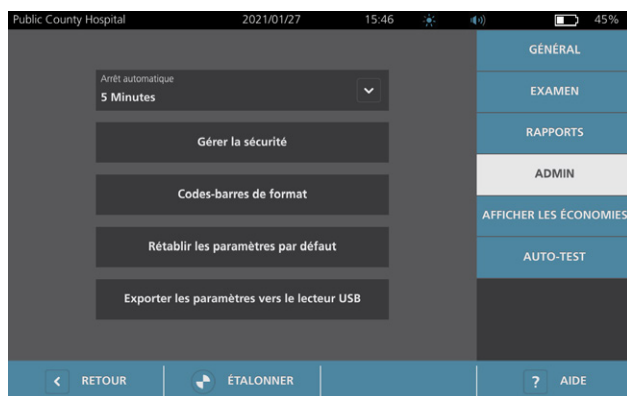 Public County Hospital 2021/01/27 15:46 45%
GÉNÉRAL
Arrêt automatique
5 Minutes
EXAMEN
Gérer la sécurité
RAPPORTS
Codes-barres de format
ADMIN
Rétablir les paramètres par défaut
AFFICHER LES ÉCONOMIES
AUTO-TEST
Exporter les paramètres vers le lecteur USB
RETOUR
ÉTALONNER
? AIDE